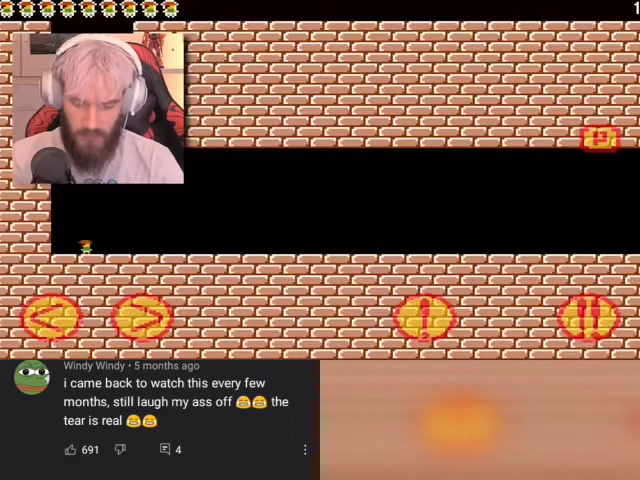 1
P
< > | ||
Windy Windy • 5 months ago
i came back to watch this every few
months, still laugh my ass off 😂😂 the
tear is real 😂😂
691 4